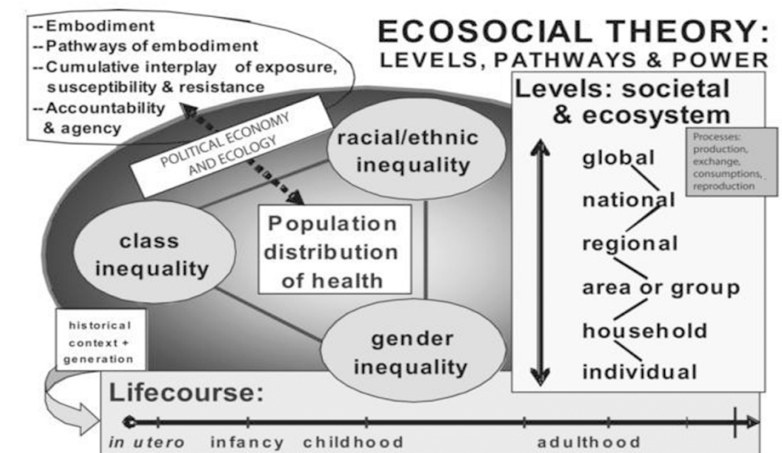 ECOSOCIAL THEORY:
LEVELS, PATHWAYS & POWER
-- Embodiment
-- Pathways of embodiment
-- Cumulative interplay of exposure,
susceptibility & resistance
-- Accountability
& agency
POLITICAL ECONOMY
AND ECOLOGY
racial/ethnic
inequality
class
inequality
Population
distribution
of health
gender
inequality
historical
context +
generation
Levels: societal
& ecosystem
Processes:
production,
exchange,
consumptions,
reproduction
global
national
regional
area or group
household
individual
Lifecourse:
in utero infancy childhood adulthood